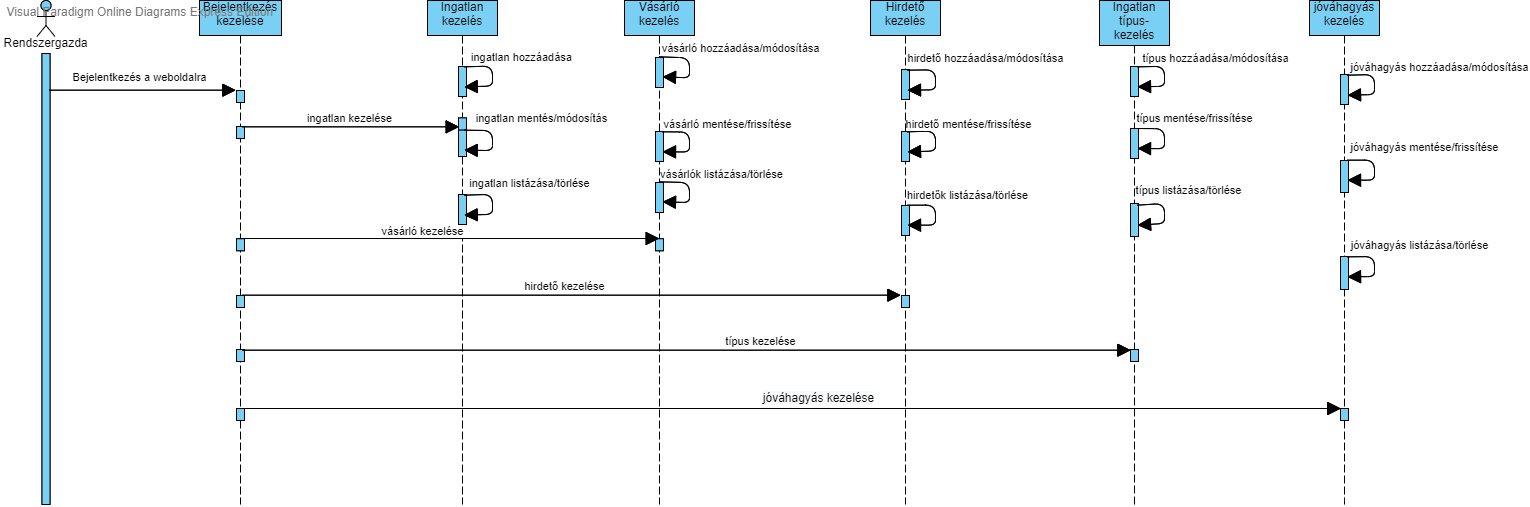 Visual Paradigm Online Diagrams Express Edition
Rendszergazda
Bejelentkezés
kezelése
Ingatlan
kezelés
Vásárló
kezelés
Hirdető
kezelés
Ingatlan
típus-
kezelés
jóváhagyás
kezelés
Bejelentkezés a weboldalra
ingatlan hozzáadása
vásárló hozzáadása/módosítása
hirdető hozzáadása/módosítása
típus hozzáadása/módosítása
jóváhagyás hozzáadása/módosítása
ingatlan kezelése
ingatlan mentés/módosítás
vásárló mentése/frissítése
hirdető mentése/frissítése
típus mentése/frissítése
jóváhagyás mentése/frissítése
ingatlan listázása/törlése
vásárlók listázása/törlése
hirdetők listázása/törlése
típus listázása/törlése
jóváhagyás listázása/törlése
vásárló kezelése
hirdető kezelése
típus kezelése
jóváhagyás kezelése